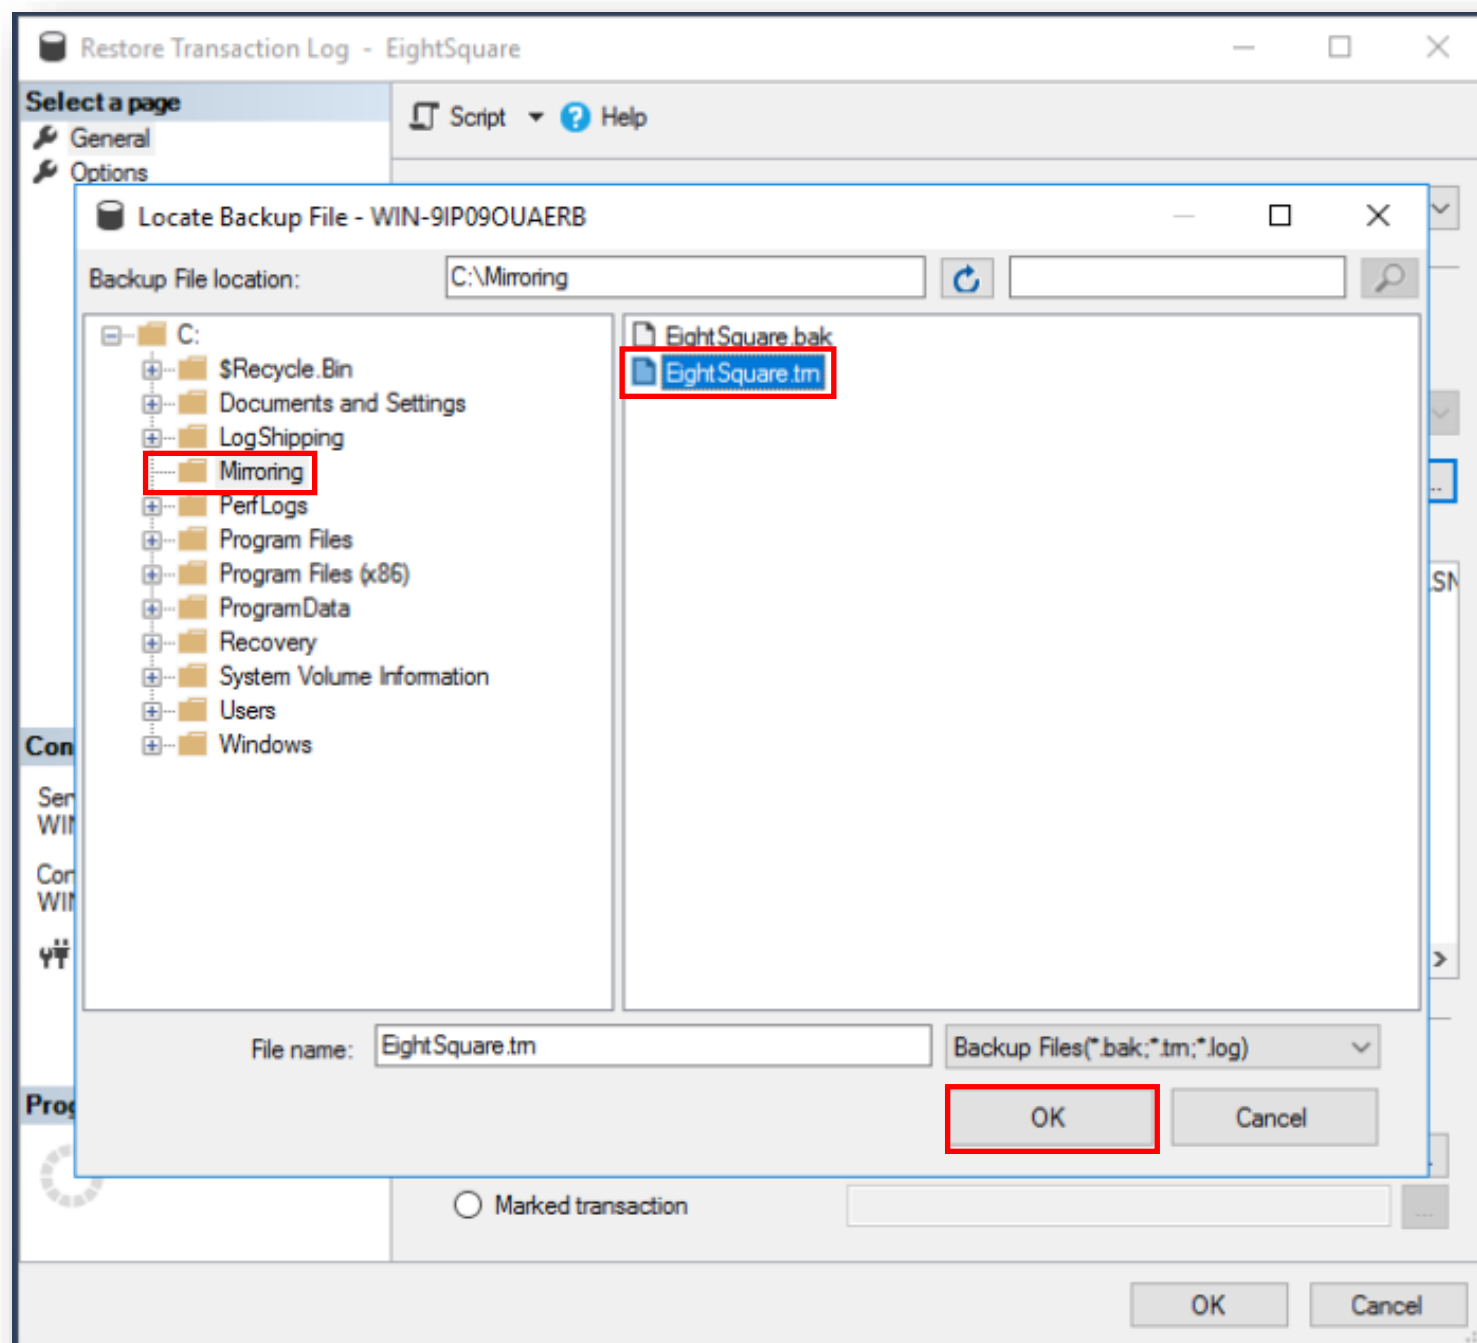 Restore Transaction Log - EightSquare
Select a page
General
Options
Script
Help
Locate Backup File - WIN-9IP09OUAERB
Backup File location:
C:\Mirroring
C:
$Recycle.Bin
Documents and Settings
LogShipping
Mirroring
PerfLogs
Program Files
Program Files (x86)
ProgramData
Recovery
System Volume Information
Users
Windows
EightSquare.bak
EightSquare.trn
File name:
EightSquare.trn
Backup Files(*.bak;*.trn;*.log)
OK
Cancel
Marked transaction
...
OK
Cancel